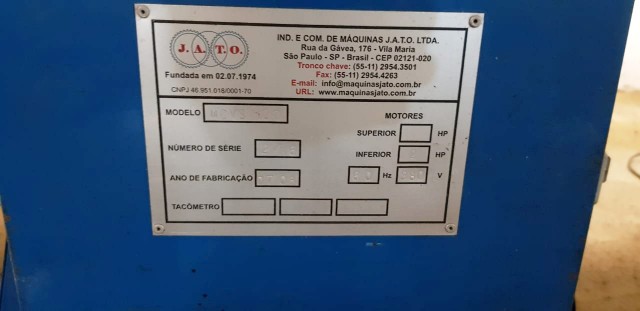 J. A. T. O.
Fundada em 02.07.1974
CNPJ 46.951.016/0001-70
IND. E COM. DE MÁQUINAS J.A.T.O. LTDA.
Rua da Gávea, 176 - Vila Maria
São Paulo - SP - Brasil - CEP 02121-020
Tronco chave: (55-11) 2954.3501
Fax: (55-11) 2954.4263
E-mail: info@maquinasjato.com.br
URL: www.maquinasjato.com.br
MODELO
NÚMERO DE SÉRIE
ANO DE FABRICAÇÃO
TACÔMETRO
MOTORES
SUPERIOR HP
INFERIOR HP
Hz V